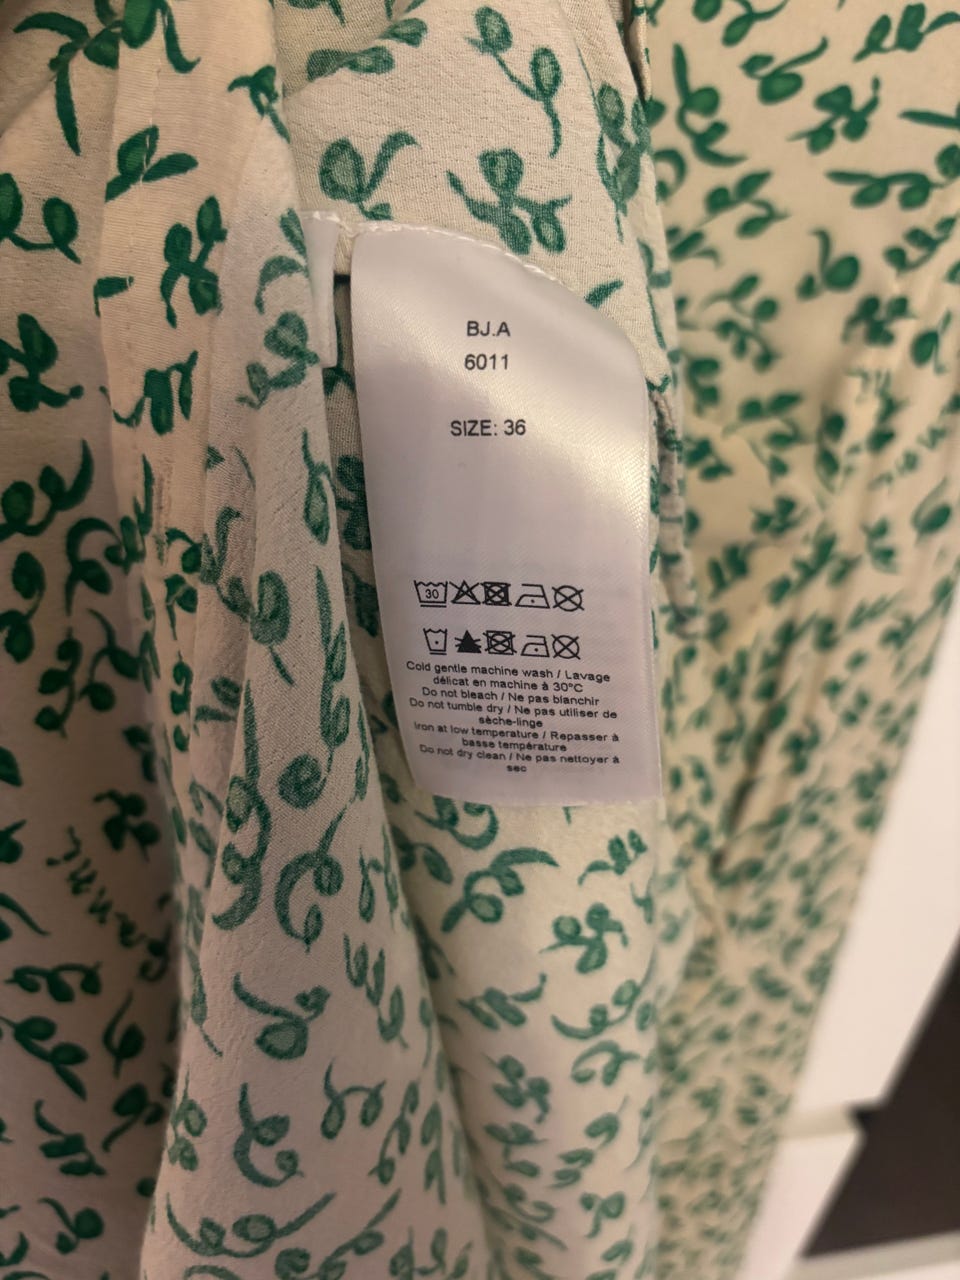 BJ.A
6011
SIZE: 36
30
Cold gentle machine wash / Lavage
délicat en machine à 30°C
Do not bleach / Ne pas blanchir
Do not tumble dry / Ne pas utiliser de
sèche-linge
Iron at low temperature / Repasser à
basse température
Do not dry clean / Ne pas nettoyer à
sec